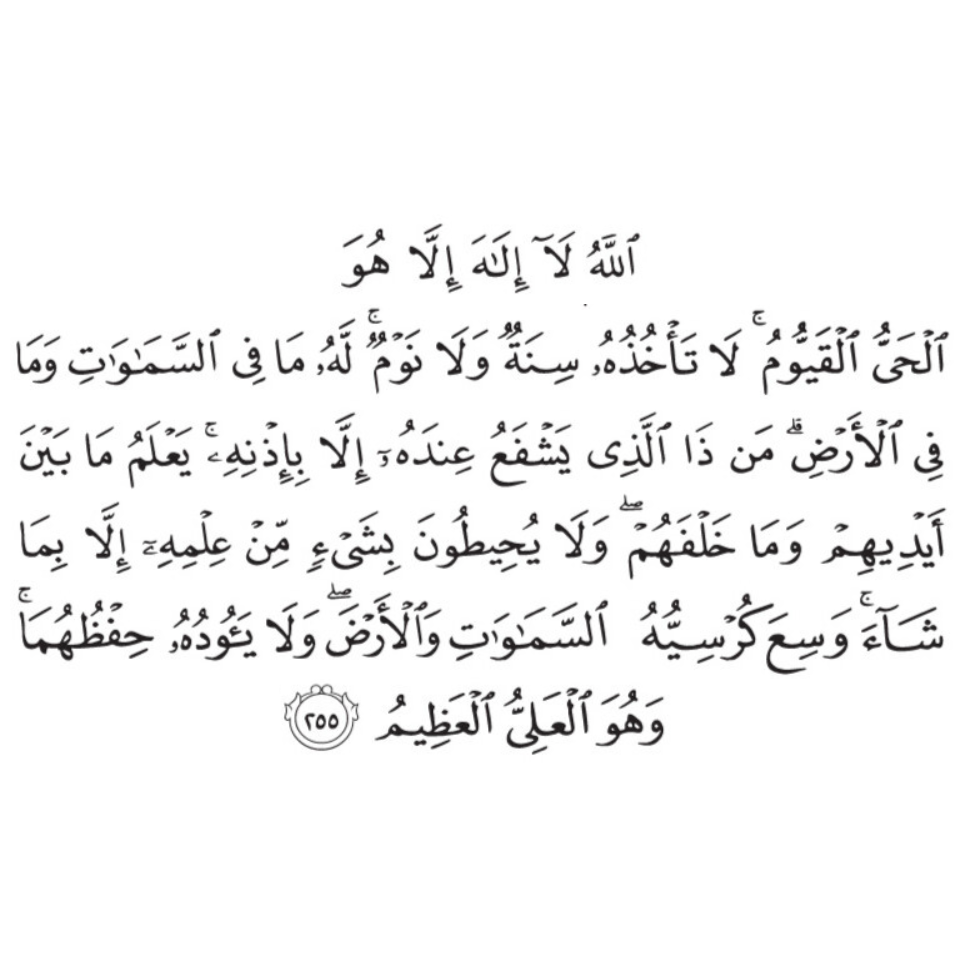 ٱللَّهُ لَآ إِلَـٰهَ إِلَّا هُوَ
ٱلْحَىُّ ٱلْقَيُّومُ ۚ لَا تَأْخُذُهُۥ سِنَةٌ وَلَا نَوْمٌ ۚ لَّهُۥ مَا فِى ٱلسَّمَـٰوَٰتِ وَمَا
فِى ٱلْأَرْضِ ۗ مَن ذَا ٱلَّذِى يَشْفَعُ عِندَهُۥٓ إِلَّا بِإِذْنِهِۦ ۚ يَعْلَمُ مَا بَيْنَ
أَيْدِيهِمْ وَمَا خَلْفَهُمْ ۖ وَلَا يُحِيطُونَ بِشَىْءٍ مِّنْ عِلْمِهِۦٓ إِلَّا بِمَا
شَآءَ ۚ وَسِعَ كُرْسِيُّهُ ٱلسَّمَـٰوَٰتِ وَٱلْأَرْضَ ۖ وَلَا يَـُٔودُهُۥ حِفْظُهُمَا ۚ
وَهُوَ ٱلْعَلِىُّ ٱلْعَظِيمُ ٢٥٥